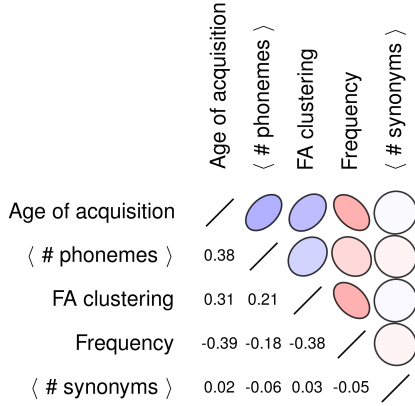 Age of acquisition
⟨ # phonemes ⟩
FA clustering
Frequency
⟨ # synonyms ⟩
Age of acquisition
⟨ # phonemes ⟩ 0.38
FA clustering 0.31 0.21
Frequency -0.39 -0.18 -0.38
⟨ # synonyms ⟩ 0.02 -0.06 0.03 -0.05